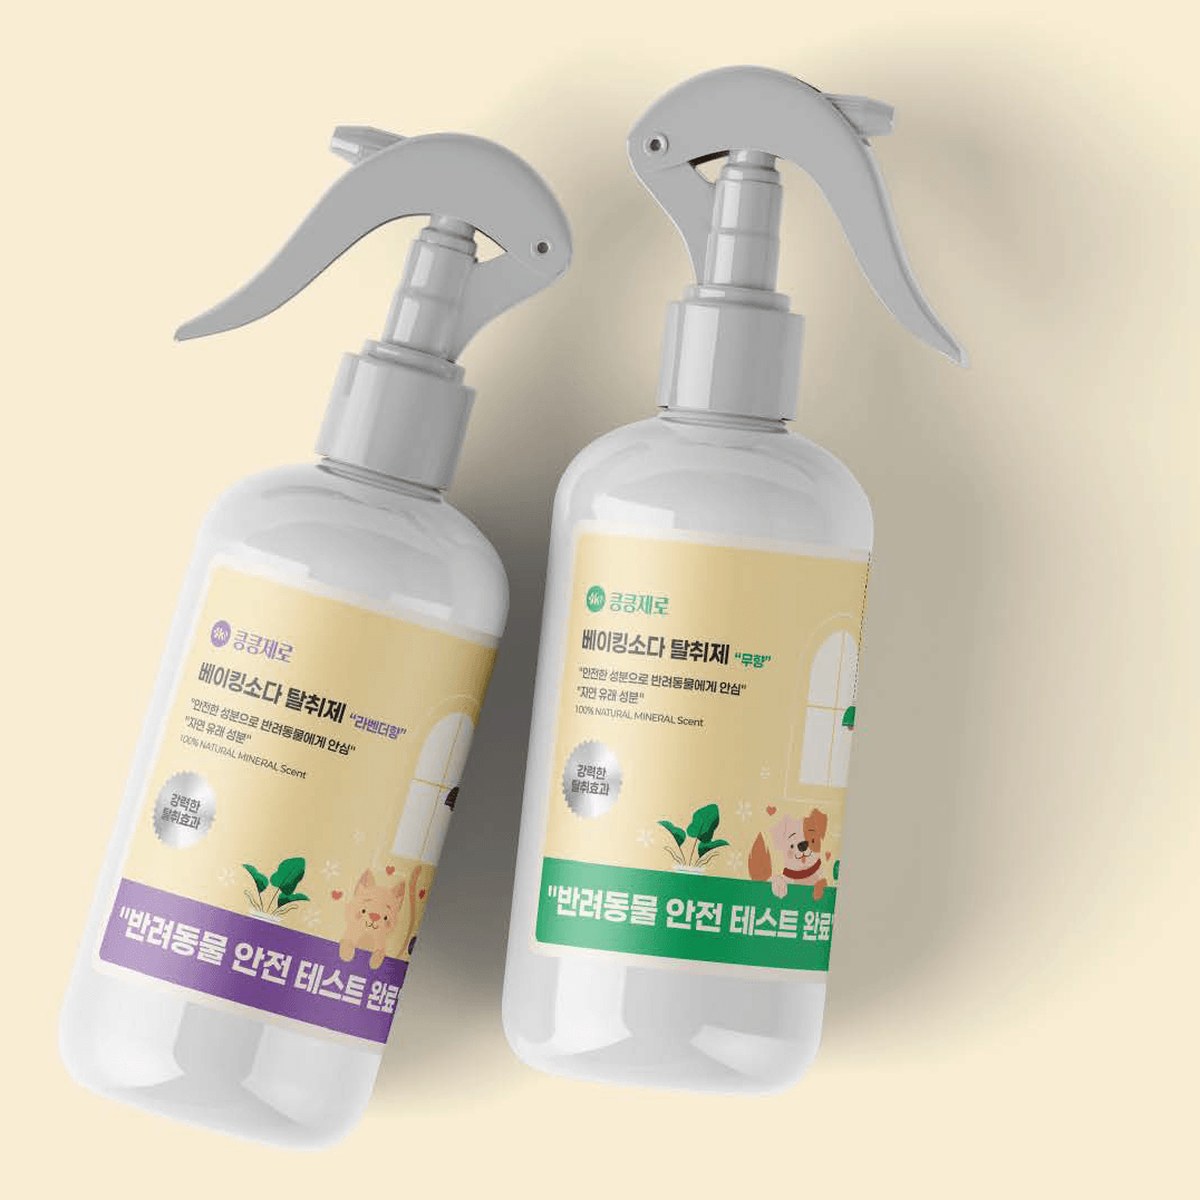 킁킁제로
베이킹소다 탈취제 "라벤더향"
"안전한 성분으로 반려동물에게 안심"
"자연 유래 성분"
100% NATURAL MINERAL Scent
강력한
탈취효과
"반려동물 안전 테스트 완료"
킁킁제로
베이킹소다 탈취제 "무향"
"안전한 성분으로 반려동물에게 안심"
"자연 유래 성분"
100% NATURAL MINERAL Scent
강력한
탈취효과
"반려동물 안전 테스트 완료"